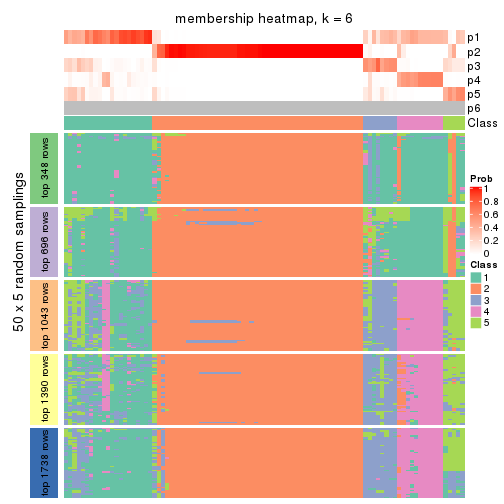 membership heatmap, k = 6
p1
p2
p3
p4
p5
p6
Class
50 x 5 random samplings
top 348 rows
top 696 rows
top 1043 rows
top 1390 rows
top 1738 rows
Prob
1
0.8
0.6
0.4
0.2
0
Class
1
2
3
4
5